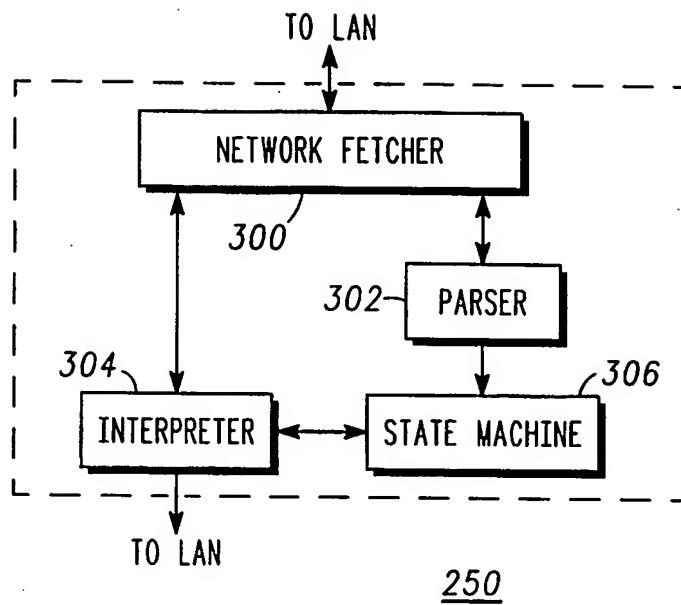 TO LAN
NETWORK FETCHER
300
302
PARSER
304
306
INTERPRETER
STATE MACHINE
TO LAN
250